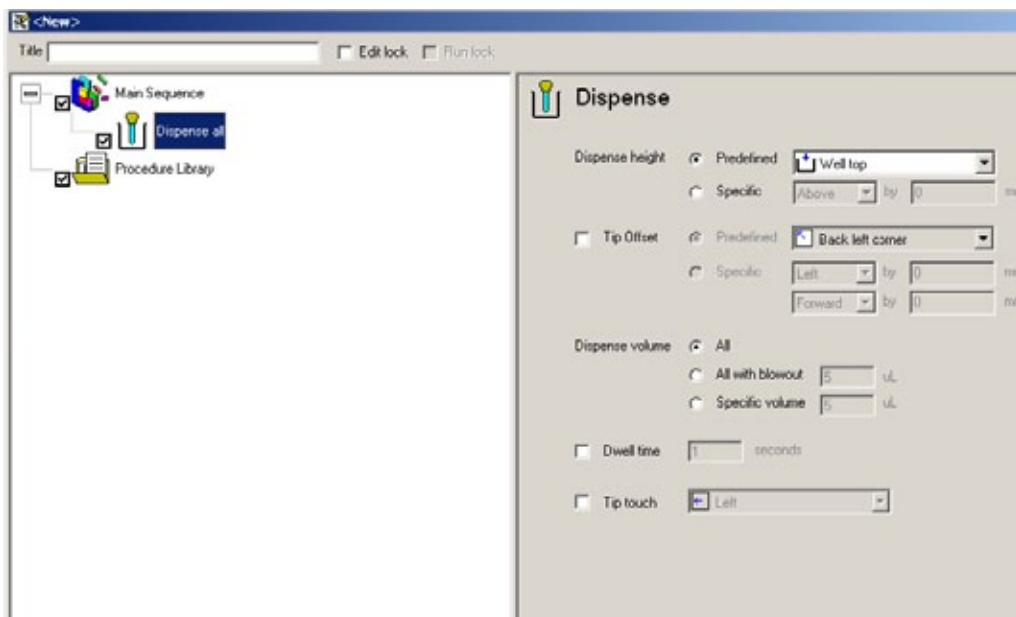 <New>
Title Edit lock Run lock
Main Sequence
Dispense all
Procedure Library
Dispense
Dispense height Predefined Well top
Specific Above by 0
Tip Offset Predefined Back left corner
Specific Left by 0
Forward by 0
Dispense volume All
All with blowout 5 uL
Specific volume 5 uL
Dwell time 1 seconds
Tip touch Left